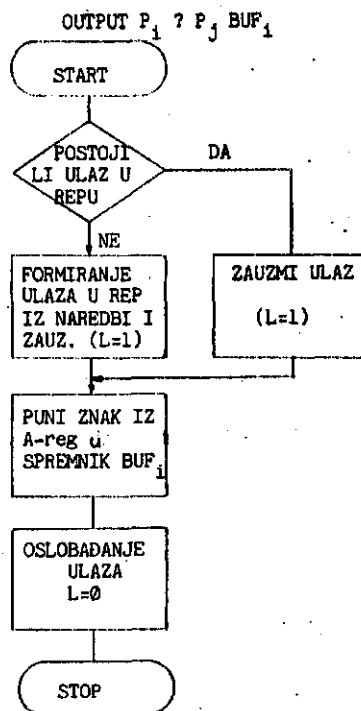 OUTPUT P_i ? P_j BUF_i
START
POSTOJI
LI ULAZ U
REPU
DA
NE
FORMIRANJE
ULAZA U REP
IZ NAREDBI I
ZAUZ. (L=1)
ZAUZMI ULAZ
(L=1)
PUNI ZNAK IZ
A-reg u
SPREMNIK BUF_i
OSLOBAĐANJE
ULAZA
L=Ø
STOP